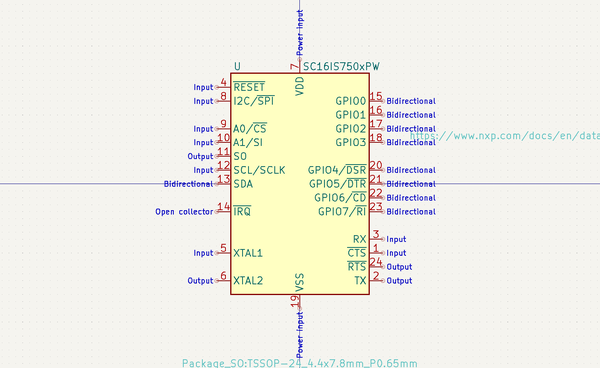 Power input
U SC16IS750xPW
7
VDD
Input 4 RESET
Input 8 I2C/SPI
15 GPIO0 Bidirectional
16 GPIO1 Bidirectional
Input 9 A0/CS
17 GPIO2 Bidirectional
https://www.nxp.com/docs/en/data
Input 10 A1/SI
18 GPIO3 Bidirectional
Output 11 SO
Input 12 SCL/SCLK
GPIO4/DSR 20 Bidirectional
Bidirectional 13 SDA
GPIO5/DTR 21 Bidirectional
GPIO6/CD 22 Bidirectional
Open collector 14 IRQ
GPIO7/RI 23 Bidirectional
RX 3 Input
Input 5 XTAL1
CTS 1 Input
RTS 24 Output
Output 6 XTAL2
TX 2 Output
VSS
19
Power input
Package_SO:TSSOP-24_4.4x7.8mm_P0.65mm